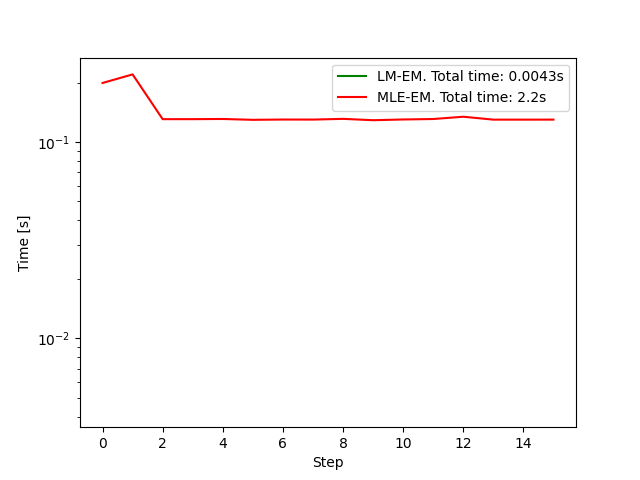 LM-EM. Total time: 0.0043s
MLE-EM. Total time: 2.2s
Time [s]
10⁻¹
10⁻²
0 2 4 6 8 10 12 14
Step